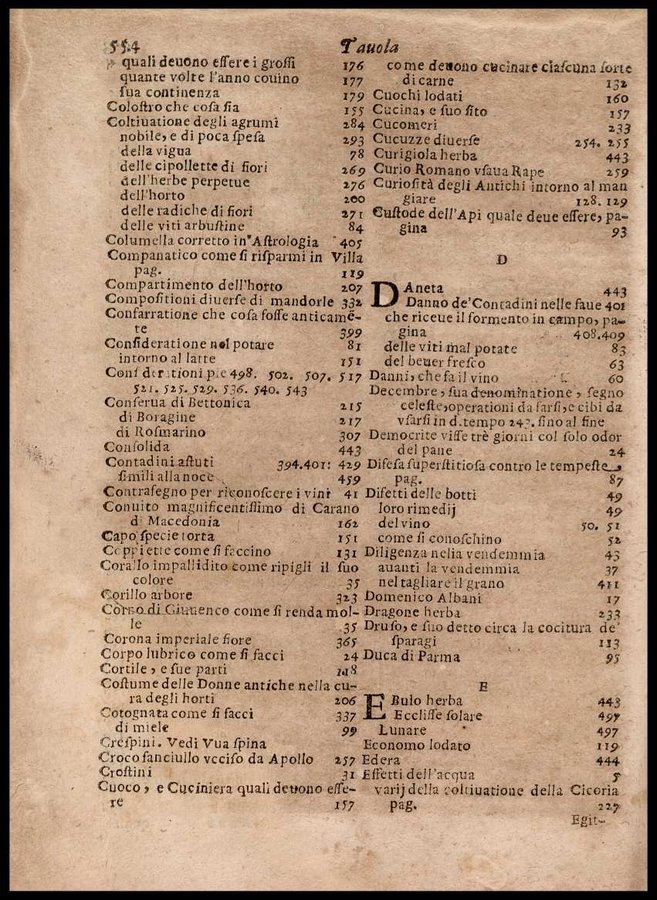 554 Tauola
quali deuono eſſere i groſſi 176
quante volte l'anno couino 177
ſua continenza 179
Coloſtro che coſa ſia 155
Coltiuatione degli agrumi 284
nobile, e di poca ſpeſa 293
della vigua 78
delle cipollette di fiori 269
dell'herbe perpetue 276
dell'horto 200
delle radiche di fiori 271
delle viti arbuſtine 84
Columella corretto in Aſtrologia 405
Companatico come ſi riſparmi in Villa
pag. 119
Compartimento dell'horto 207
Compoſitioni diuerſe di mandorle 332
Confarratione che coſa foſſe anticamē-
te 399
Conſideratione nel potare 81
intorno al latte 151
498. 502. 507. 517
521. 525. 529. 536. 540. 543
Conſerua di Bettonica 215
di Boragine 217
di Roſmarino 307
Conſolida 443
Contadini aſtuti 394.401: 429
ſimili alla noce 459
Contraſegno per riconoſcere i vini 41
Conuito magnificentiſſimo di Carano
di Macedonia 162
Capo ſpecie torta 151
Coppiette come ſi faccino 131
Corallo impallidito come ripigli il ſuo
colore 35
Corillo arbore 323
Corno di Giuuenco come ſi renda mol-
le 35
Corona imperiale fiore 365
Corpo lubrico come ſi facci 24
Cortile, e ſue parti 118
Coſtume delle Donne antiche nella cu-
ra degli horti 206
Cotognata come ſi facci 337
di miele 99
Creſpini. Vedi Vua ſpina
Croco fanciullo vcciſo da Apollo 257
Croſtini 31
Cuoco, e Cuciniera quali deuono eſſe-
re 157
come deuono cucinare ciaſcuna ſorte
di carne 132
Cuochi lodati 160
Cucina, e ſuo ſito 157
Cucomeri 233
Cucuzze diuerſe 254. 255
Curigiola herba 443
Curio Romano vſaua Rape 259
Curioſità degli Antichi intorno al man
giare 128. 129
Cuſtode dell'Api quale deue eſſere, pa-
gina 93
D
DAneta 443
Danno de'Contadini nelle faue 401
che riceue il formento in campo, pa-
gina 408.409
delle viti mal potate 83
del beuer freſco 63
Danni, che fa il vino 60
Decembre, ſua denominatione, ſegno
celeſte, operationi da farſi, e cibi da
vſarſi in d. tempo ſino al fine
Democrite viſſe trè giorni col ſolo odor
del pane 24
Difeſa ſuperſtitioſa contro le tempeſte,
pag. 87
Difetti delle botti 49
loro rimedij 49
del vino 50. 51
come ſi conoſchino 52
Diligenza nella vendemmia 43
auanti la vendemmia 37
nel tagliare il grano 411
Domenico Albani 17
Dragone herba 233
Druſo, e ſuo detto circa la cocitura de'
ſparagi 113
Duca di Parma 95
E
EBulo herba 443
Eccliſſe ſolare 497
Lunare 497
Economo lodato 119
Edera 444
Effetti dell'acqua 5
varij della coltiuatione della Cicoria
pag. 227
Egit-